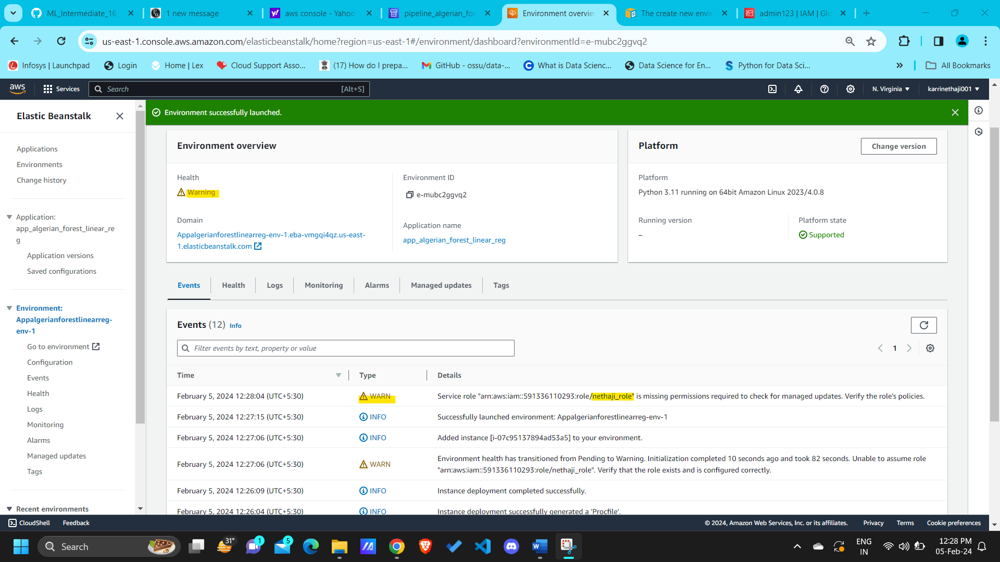 ML_Intermediate_16_
1 new message
aws console - Yahoo
pipeline_algerian_for
Environment overview
The create new envir
admin123 | IAM | Glo
us-east-1.console.aws.amazon.com/elasticbeanstalk/home?region=us-east-1#/environment/dashboard?environmentId=e-mubc2ggvq2
Infosys | Launchpad
Login
Home | Lex
Cloud Support Asso...
(17) How do I prepa...
GitHub - ossu/data-...
What is Data Scienc...
Data Science for En...
Python for Data Sci...
All Bookmarks
aws
Services
Search
[Alt+S]
N. Virginia
karrinethaji001
Elastic Beanstalk
Applications
Environments
Change history
Application:
app_algerian_forest_linear_re
g
Application versions
Saved configurations
Environment:
Appalgerianforestlinearreg-
env-1
Go to environment
Configuration
Events
Health
Logs
Monitoring
Alarms
Managed updates
Tags
Recent environments
Environment successfully launched.
Environment overview
Health
Warning
Domain
Appalgerianforestlinearreg-env-1.eba-vmgqi4qz.us-east-
1.elasticbeanstalk.com
Environment ID
e-mubc2ggvq2
Application name
app_algerian_forest_linear_reg
Platform
Change version
Platform
Python 3.11 running on 64bit Amazon Linux 2023/4.0.8
Running version
–
Platform state
Supported
Events
Health
Logs
Monitoring
Alarms
Managed updates
Tags
Events (12) Info
Filter events by text, property or value
1
Time
Type
Details
February 5, 2024 12:28:04 (UTC+5:30)
WARN
Service role "arn:aws:iam::591336110293:role/nethaji_role" is missing permissions required to check for managed updates. Verify the role's policies.
February 5, 2024 12:27:15 (UTC+5:30)
INFO
Successfully launched environment: Appalgerianforestlinearreg-env-1
February 5, 2024 12:27:06 (UTC+5:30)
INFO
Added instance [i-07c95137894ad53a5] to your environment.
February 5, 2024 12:27:06 (UTC+5:30)
WARN
Environment health has transitioned from Pending to Warning. Initialization completed 10 seconds ago and took 82 seconds. Unable to assume role
"arn:aws:iam::591336110293:role/nethaji_role". Verify that the role exists and is configured correctly.
February 5, 2024 12:26:09 (UTC+5:30)
INFO
Instance deployment completed successfully.
February 5, 2024 12:26:04 (UTC+5:30)
INFO
Instance deployment successfully generated a 'Procfile'.
CloudShell
Feedback
© 2024, Amazon Web Services, Inc. or its affiliates.
Privacy
Terms
Cookie preferences
Search
31°
1
5
ENG
IN
12:28 PM
05-Feb-24